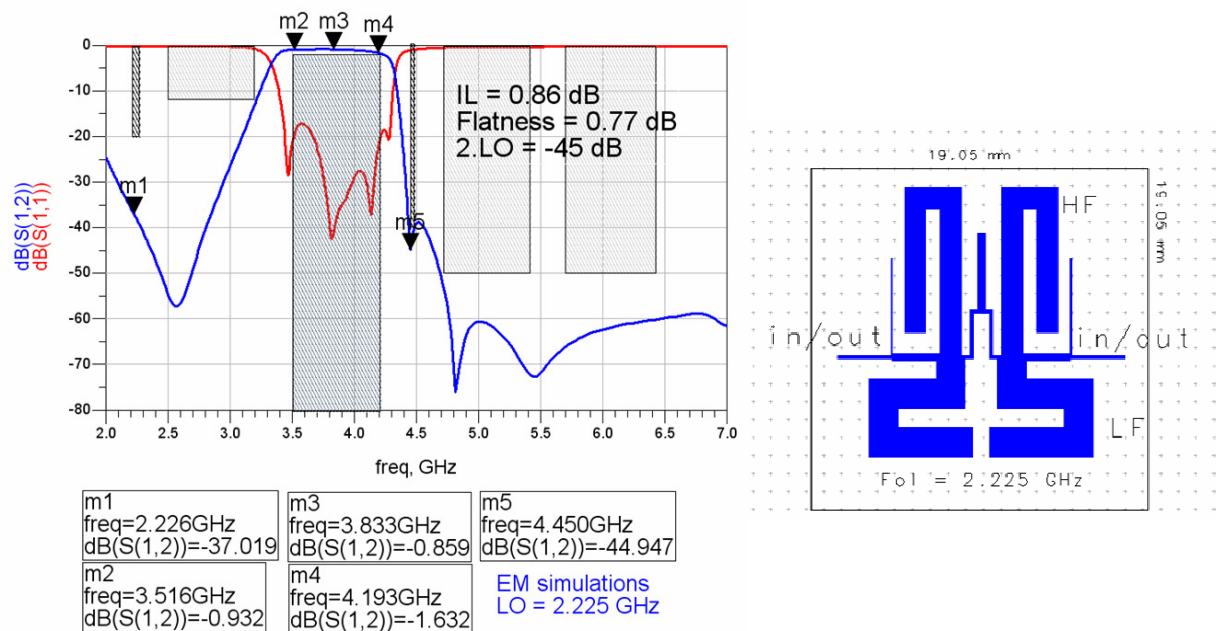 m2 m3 m4
0
-10
-20
-30
-40
-50
-60
-70
-80
dB(S(1,2))
dB(S(1,1))
m1
m5
IL = 0.86 dB
Flatness = 0.77 dB
2.LO = -45 dB
2.0 2.5 3.0 3.5 4.0 4.5 5.0 5.5 6.0 6.5 7.0
freq, GHz
m1
freq=2.226GHz
dB(S(1,2))=-37.019
m3
freq=3.833GHz
dB(S(1,2))=-0.859
m5
freq=4.450GHz
dB(S(1,2))=-44.947
m2
freq=3.516GHz
dB(S(1,2))=-0.932
m4
freq=4.193GHz
dB(S(1,2))=-1.632
EM simulations
LO = 2.225 GHz
19.05 mm
19.05 mm
HF
in/out
in/out
LF
Fol = 2.225 GHz